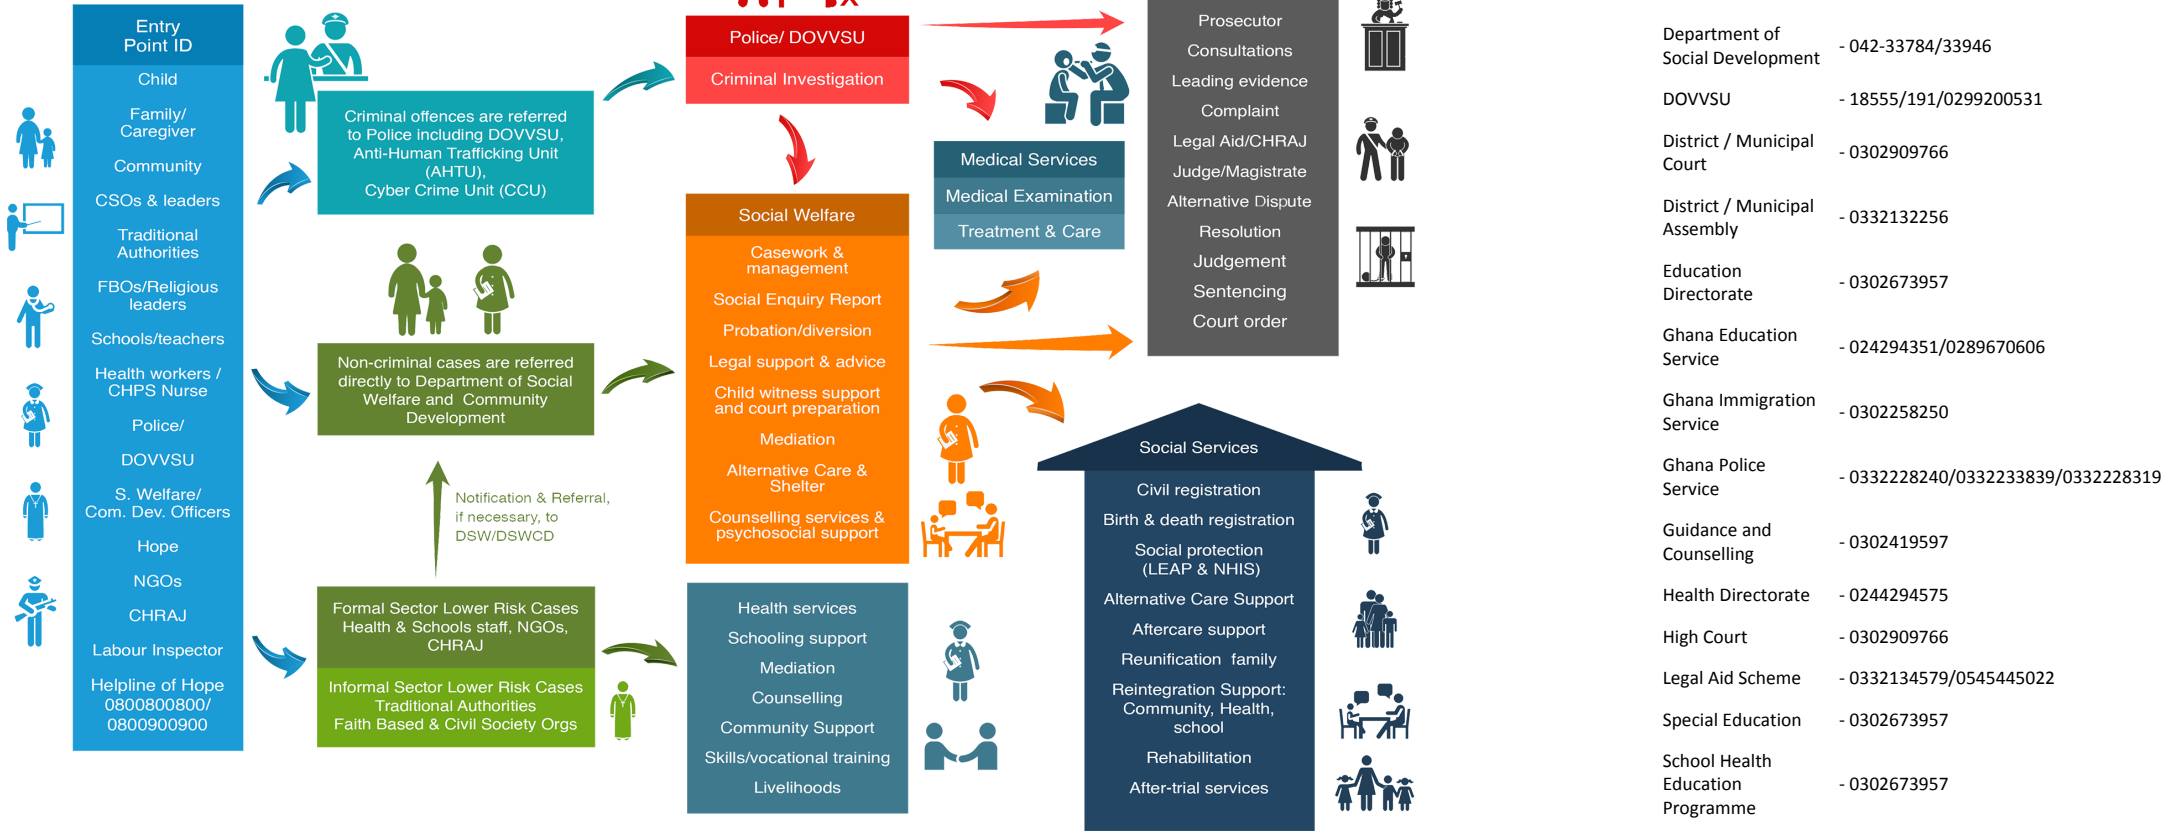 Entry
Point ID
Child
Family/
Caregiver
Community
CSOs & leaders
Traditional
Authorities
FBOs/Religious
leaders
Schools/teachers
Health workers /
CHPS Nurse
Police/
DOVVSU
S. Welfare/
Com. Dev. Officers
Hope
NGOs
CHRAJ
Labour Inspector
Helpline of Hope
0800800800/
0800900900
Criminal offences are referred
to Police including DOVVSU,
Anti-Human Trafficking Unit
(AHTU),
Cyber Crime Unit (CCU)
Non-criminal cases are referred
directly to Department of Social
Welfare and Community
Development
Notification & Referral,
if necessary, to
DSW/DSWCD
Formal Sector Lower Risk Cases
Health & Schools staff, NGOs,
CHRAJ
Informal Sector Lower Risk Cases
Traditional Authorities
Faith Based & Civil Society Orgs
Police/ DOVVSU
Criminal Investigation
Social Welfare
Casework &
management
Social Enquiry Report
Probation/diversion
Legal support & advice
Child witness support
and court preparation
Mediation
Alternative Care &
Shelter
Counselling services &
psychosocial support
Health services
Schooling support
Mediation
Counselling
Community Support
Skills/vocational training
Livelihoods
Medical Services
Medical Examination
Treatment & Care
Prosecutor
Consultations
Leading evidence
Complaint
Legal Aid/CHRAJ
Judge/Magistrate
Alternative Dispute
Resolution
Judgement
Sentencing
Court order
Social Services
Civil registration
Birth & death registration
Social protection
(LEAP & NHIS)
Alternative Care Support
Aftercare support
Reunification family
Reintegration Support:
Community, Health,
school
Rehabilitation
After-trial services
Department of
Social Development - 042-33784/33946
DOVVSU - 18555/191/0299200531
District / Municipal
Court - 0302909766
District / Municipal
Assembly - 0332132256
Education
Directorate - 0302673957
Ghana Education
Service - 024294351/0289670606
Ghana Immigration
Service - 0302258250
Ghana Police
Service - 0332228240/0332233839/0332228319
Guidance and
Counselling - 0302419597
Health Directorate - 0244294575
High Court - 0302909766
Legal Aid Scheme - 0332134579/0545445022
Special Education - 0302673957
School Health
Education
Programme - 0302673957